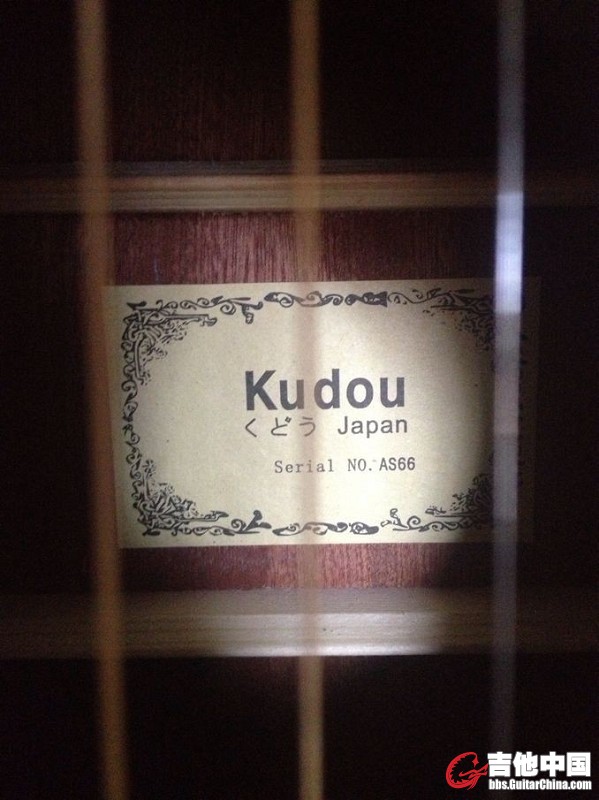 Kudou
くどう Japan
Serial NO. AS66
吉他中国
bbs.GuitarChina.com